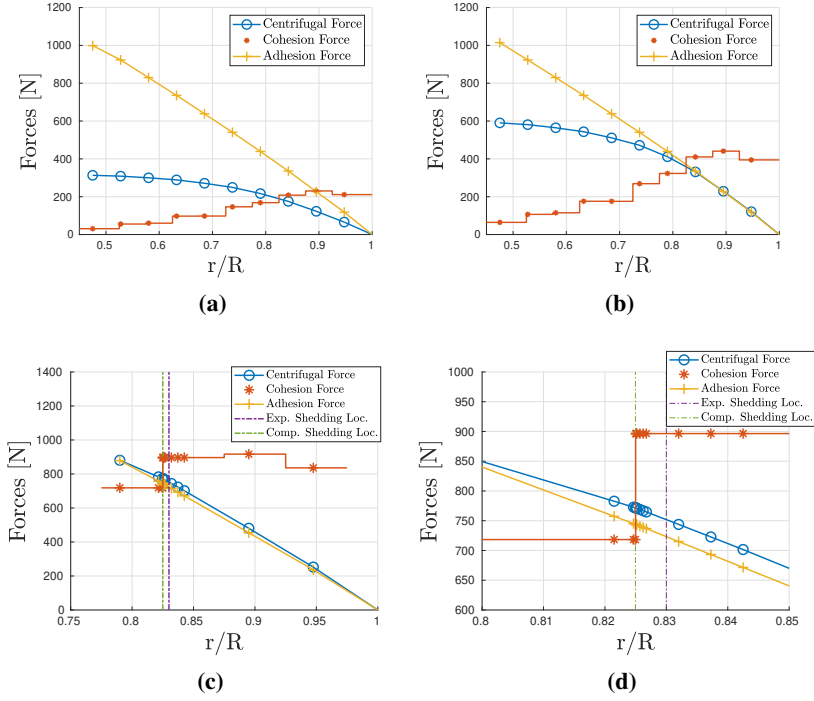 1200
1000
800
600
400
200
0
0.5
0.6
0.7
0.8
0.9
1
Forces [N]
r/R
Centrifugal Force
Cohesion Force
Adhesion Force
(a)
1200
1000
800
600
400
200
0
0.5
0.6
0.7
0.8
0.9
1
Forces [N]
r/R
Centrifugal Force
Cohesion Force
Adhesion Force
(b)
1400
1200
1000
800
600
400
200
0
0.75
0.8
0.85
0.9
0.95
1
Forces [N]
r/R
Centrifugal Force
Cohesion Force
Adhesion Force
Exp. Shedding Loc.
Comp. Shedding Loc.
(c)
1000
950
900
850
800
750
700
650
600
0.8
0.81
0.82
0.83
0.84
0.85
Forces [N]
r/R
Centrifugal Force
Cohesion Force
Adhesion Force
Exp. Shedding Loc.
Comp. Shedding Loc.
(d)